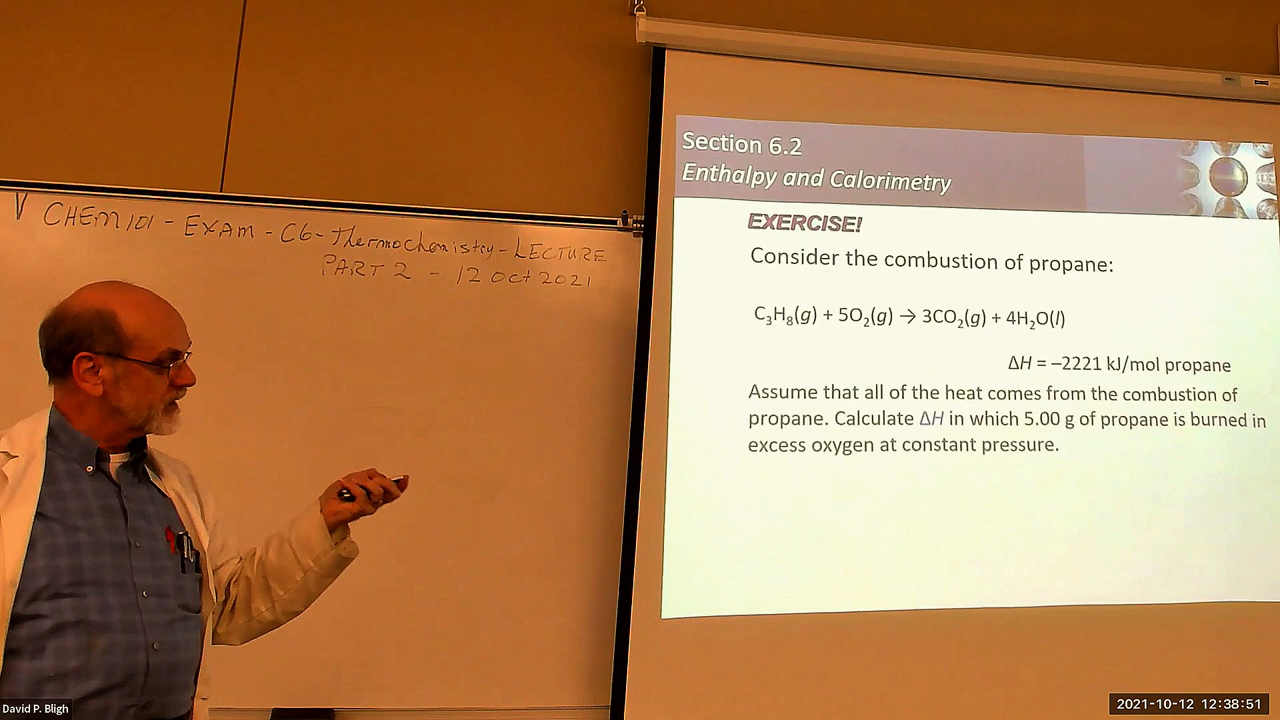 V CHEM 101 - EXAM - C6 - Thermochemistry - LECTURE
PART 2 - 12 Oct 2021
Section 6.2
Enthalpy and Calorimetry
EXERCISE!
Consider the combustion of propane:
C₃H₈(g) + 5O₂(g) → 3CO₂(g) + 4H₂O(l)
ΔH = –2221 kJ/mol propane
Assume that all of the heat comes from the combustion of
propane. Calculate ΔH in which 5.00 g of propane is burned in
excess oxygen at constant pressure.
David P. Bligh
2021-10-12 12:38:51